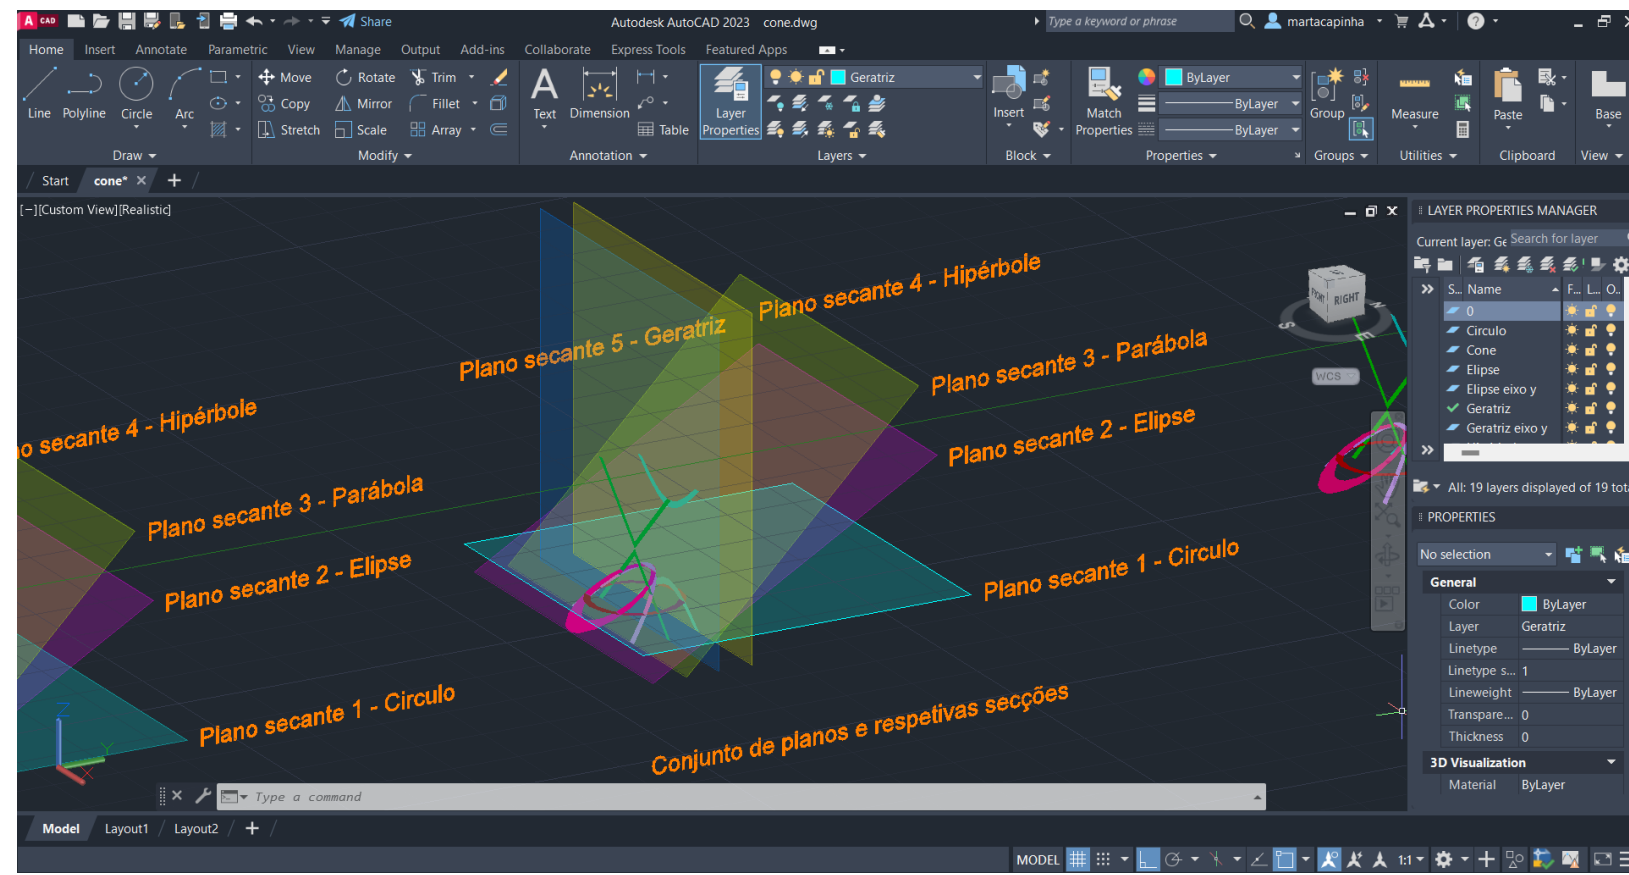 A CAD Share Autodesk AutoCAD 2023 cone.dwg Type a keyword or phrase martacapinha ?
Home Insert Annotate Parametric View Manage Output Add-ins Collaborate Express Tools Featured Apps
Line Polyline Circle Arc
Draw
Move Rotate Trim
Copy Mirror Fillet
Stretch Scale Array
Modify
Text Dimension Table
Annotation
Layer Properties
Geratriz
Layers
Insert
Block
Match Properties
ByLayer
ByLayer
ByLayer
Properties
Group
Groups
Measure
Utilities
Paste
Clipboard
Base
View
Start cone* +
[−][Custom View][Realistic]
Plano secante 4 - Hipérbole
Plano secante 5 - Geratriz
Plano secante 3 - Parábola
Plano secante 2 - Elipse
Plano secante 1 - Circulo
Conjunto de planos e respetivas secções
no secante 4 - Hipérbole
Plano secante 3 - Parábola
Plano secante 2 - Elipse
Plano secante 1 - Circulo
Z
Y
X
RIGHT
S
E
N
WCS
LAYER PROPERTIES MANAGER
Current layer: Ge Search for layer
S... Name F... L... O..
0
Circulo
Cone
Elipse
Elipse eixo y
Geratriz
Geratriz eixo y
All: 19 layers displayed of 19 tota
PROPERTIES
No selection
General
Color ByLayer
Layer Geratriz
Linetype ByLayer
Linetype s... 1
Lineweight ByLayer
Transpare... 0
Thickness 0
3D Visualization
Material ByLayer
Type a command
Model Layout1 Layout2 +
MODEL 1:1